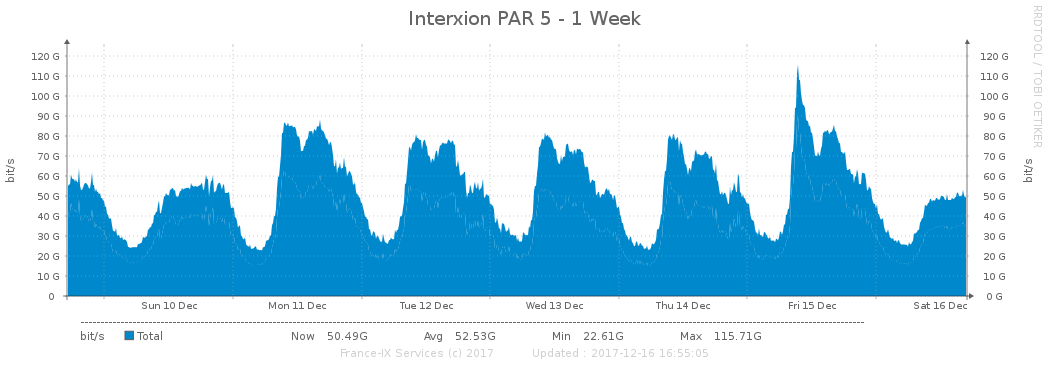 Interxion PAR 5 - 1 Week
RRDTOOL / TOBI OETIKER
bit/s
120 G 120 G
110 G 110 G
100 G 100 G
90 G 90 G
80 G 80 G
70 G 70 G
60 G 60 G
50 G 50 G
40 G 40 G
30 G 30 G
20 G 20 G
10 G 10 G
0 0 G
bit/s
Sun 10 Dec Mon 11 Dec Tue 12 Dec Wed 13 Dec Thu 14 Dec Fri 15 Dec Sat 16 Dec
bit/s Total Now 50.49G Avg 52.53G Min 22.61G Max 115.71G
France-IX Services (c) 2017 Updated : 2017-12-16 16:55:05